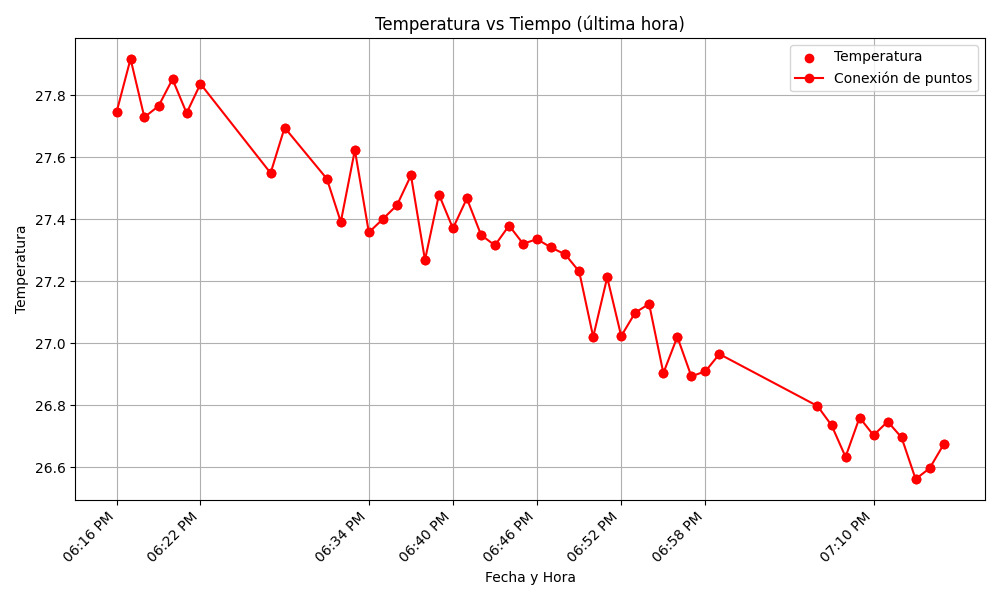 Temperatura vs Tiempo (última hora)
Temperatura
Conexión de puntos
Temperatura
27.8
27.6
27.4
27.2
27.0
26.8
26.6
06:16 PM
06:22 PM
06:34 PM
06:40 PM
06:46 PM
06:52 PM
06:58 PM
07:10 PM
Fecha y Hora